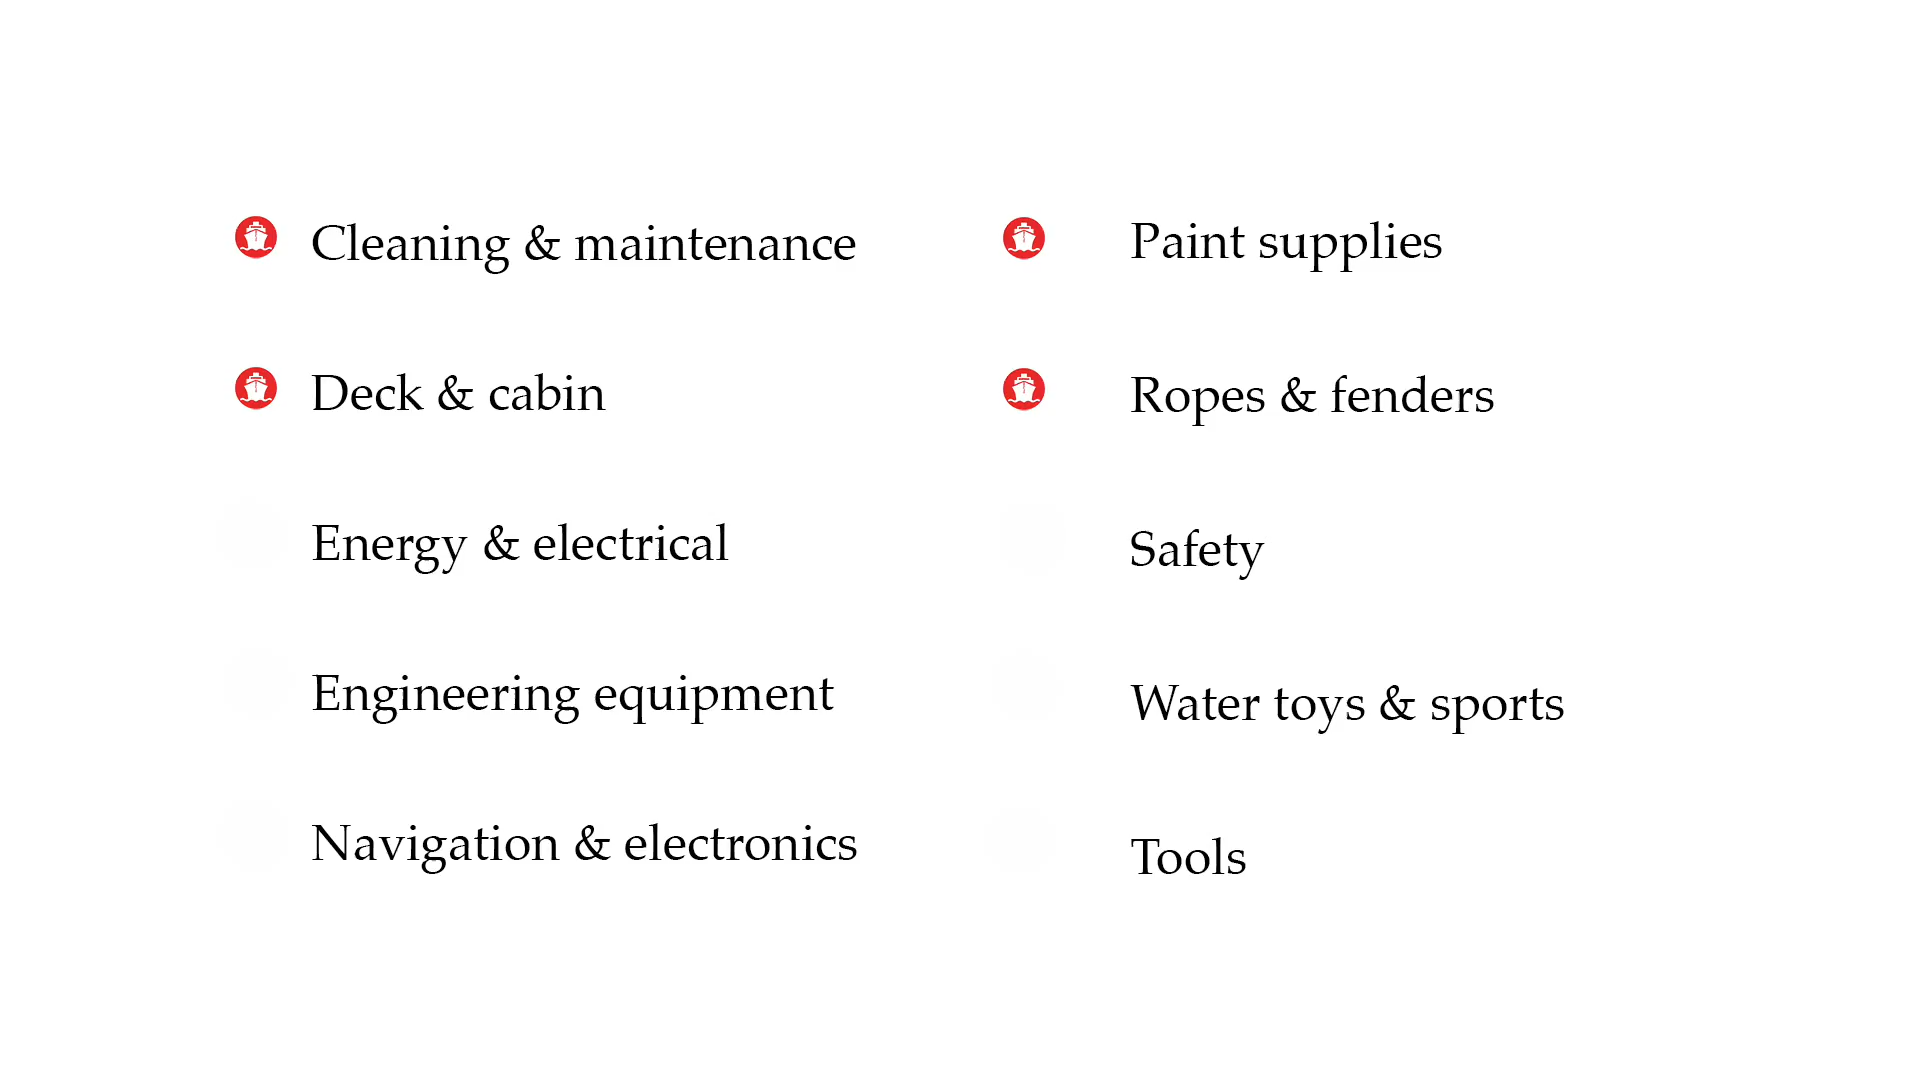 Cleaning & maintenance
Deck & cabin
Energy & electrical
Engineering equipment
Navigation & electronics
Paint supplies
Ropes & fenders
Safety
Water toys & sports
Tools